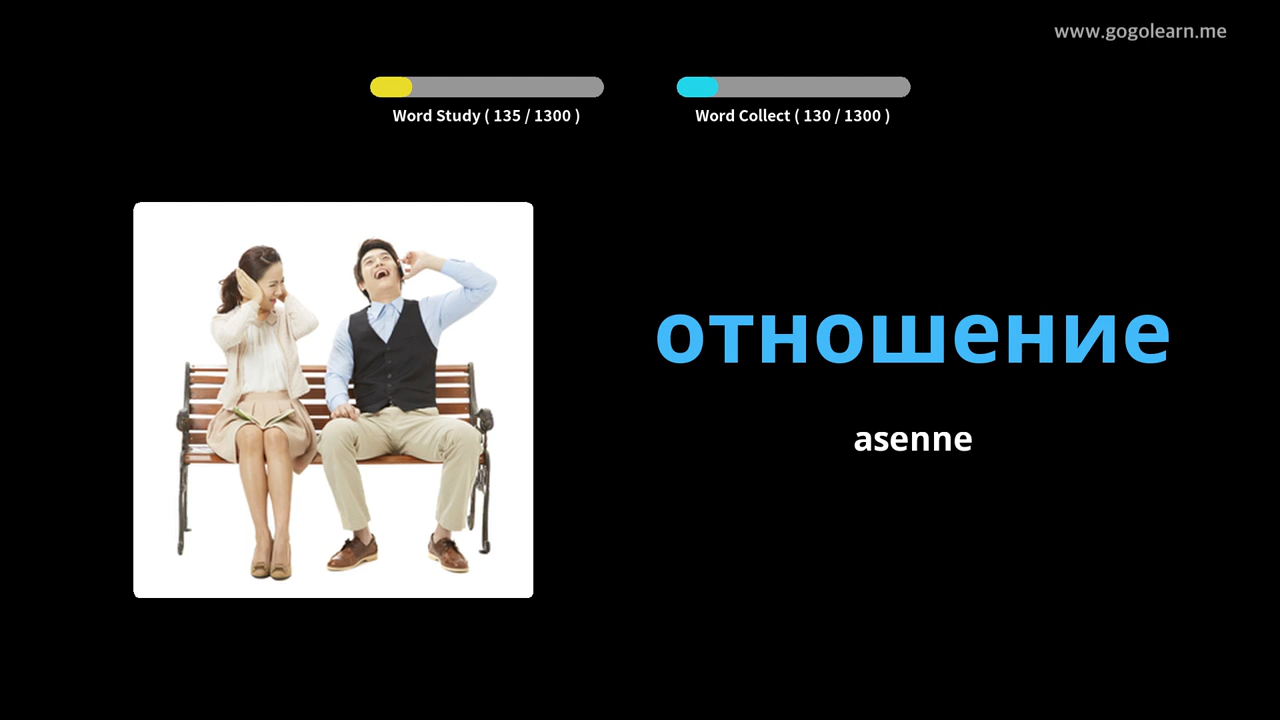 www.gogolearn.me
Word Study ( 135 / 1300 )
Word Collect ( 130 / 1300 )
отношение
asenne